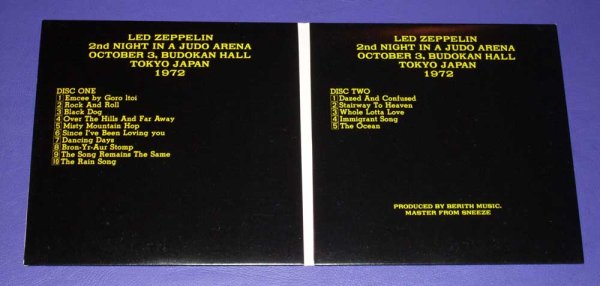 LED ZEPPELIN
2nd NIGHT IN A JUDO ARENA
OCTOBER 3, BUDOKAN HALL
TOKYO JAPAN
1972
DISC ONE
1 Emcee by Goro Itoi
2 Rock And Roll
3 Black Dog
4 Over The Hills And Far Away
5 Misty Mountain Hop
6 Since I've Been Loving you
7 Dancing Days
8 Bron-Yr-Aur Stomp
9 The Song Remains The Same
10 The Rain Song
LED ZEPPELIN
2nd NIGHT IN A JUDO ARENA
OCTOBER 3, BUDOKAN HALL
TOKYO JAPAN
1972
DISC TWO
1 Dazed And Confused
2 Stairway To Heaven
3 Whole Lotta Love
4 Immigrant Song
5 The Ocean
PRODUCED BY BERITH MUSIC.
MASTER FROM SNEEZE